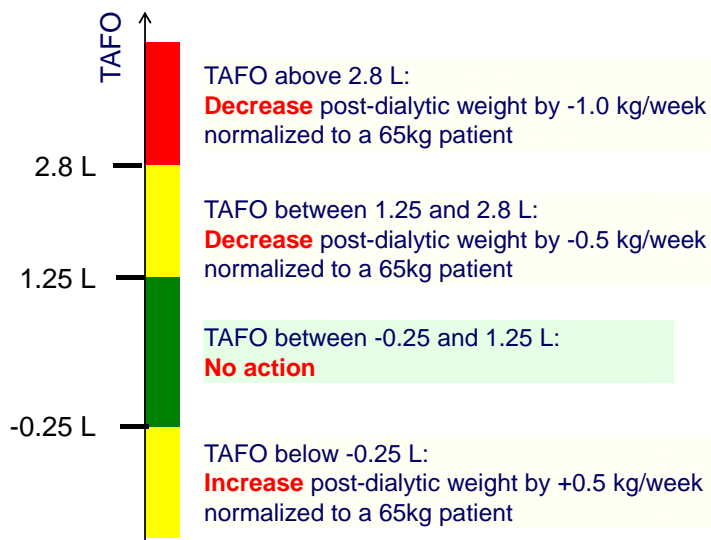 TAFO
TAFO above 2.8 L:
Decrease post-dialytic weight by -1.0 kg/week
normalized to a 65kg patient
2.8 L
TAFO between 1.25 and 2.8 L:
Decrease post-dialytic weight by -0.5 kg/week
normalized to a 65kg patient
1.25 L
TAFO between -0.25 and 1.25 L:
No action
-0.25 L
TAFO below -0.25 L:
Increase post-dialytic weight by +0.5 kg/week
normalized to a 65kg patient